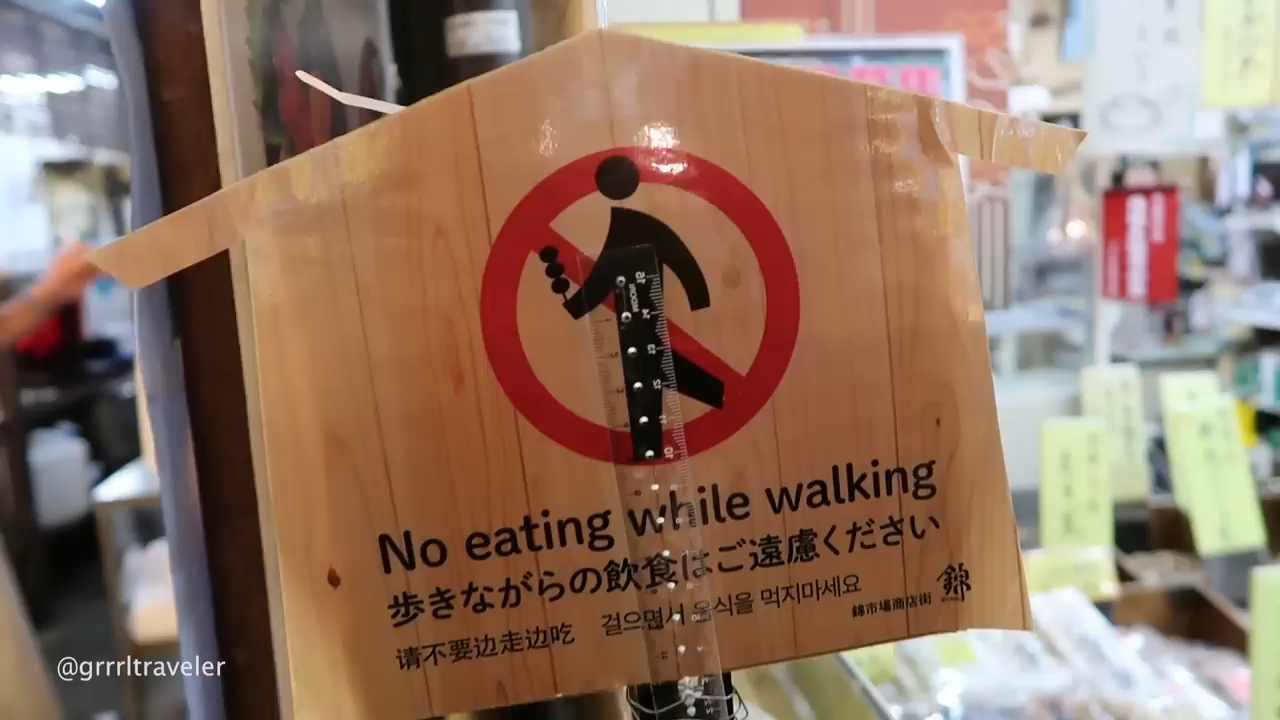 No eating while walking
歩きながらの飲食はご遠慮ください
请不要边走边吃 걸으면서 음식을 먹지마세요
錦市場商店街 錦
@grrrltraveler